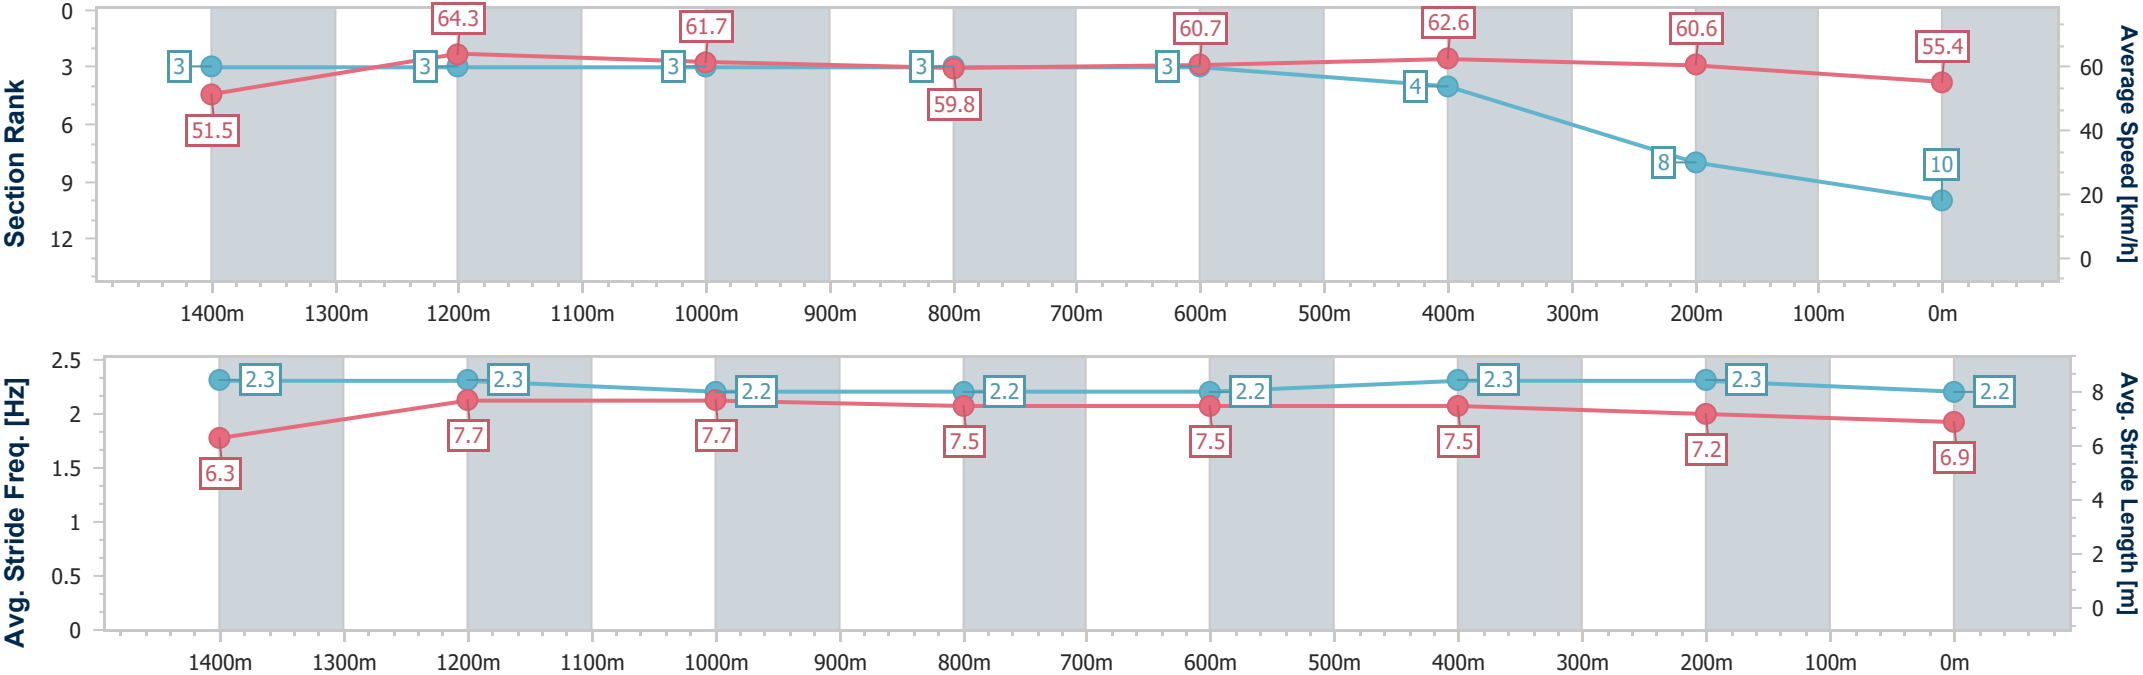 Section Rank
0
3
6
9
12
3 3 3 3 3 4 8 10
51.5 64.3 61.7 59.8 60.7 62.6 60.6 55.4
60
40
20
0
Average Speed [km/h]
1400m 1300m 1200m 1100m 1000m 900m 800m 700m 600m 500m 400m 300m 200m 100m 0m
Avg. Stride Freq. [Hz]
2.5
2
1.5
1
0.5
0
2.3 2.3 2.2 2.2 2.2 2.3 2.3 2.2
6.3 7.7 7.7 7.5 7.5 7.5 7.2 6.9
8
6
4
2
0
Avg. Stride Length [m]
1400m 1300m 1200m 1100m 1000m 900m 800m 700m 600m 500m 400m 300m 200m 100m 0m